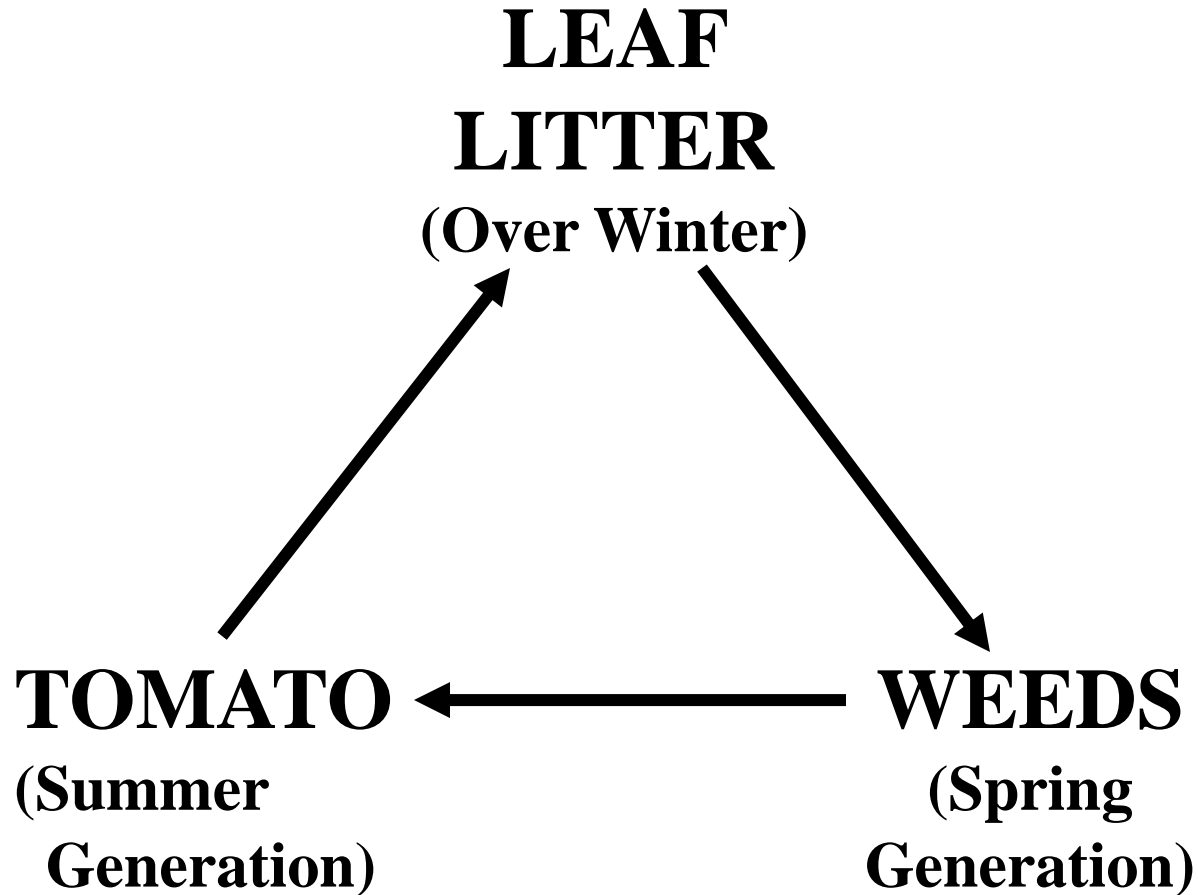 LEAF
LITTER
(Over Winter)
TOMATO
(Summer
Generation)
WEEDS
(Spring
Generation)